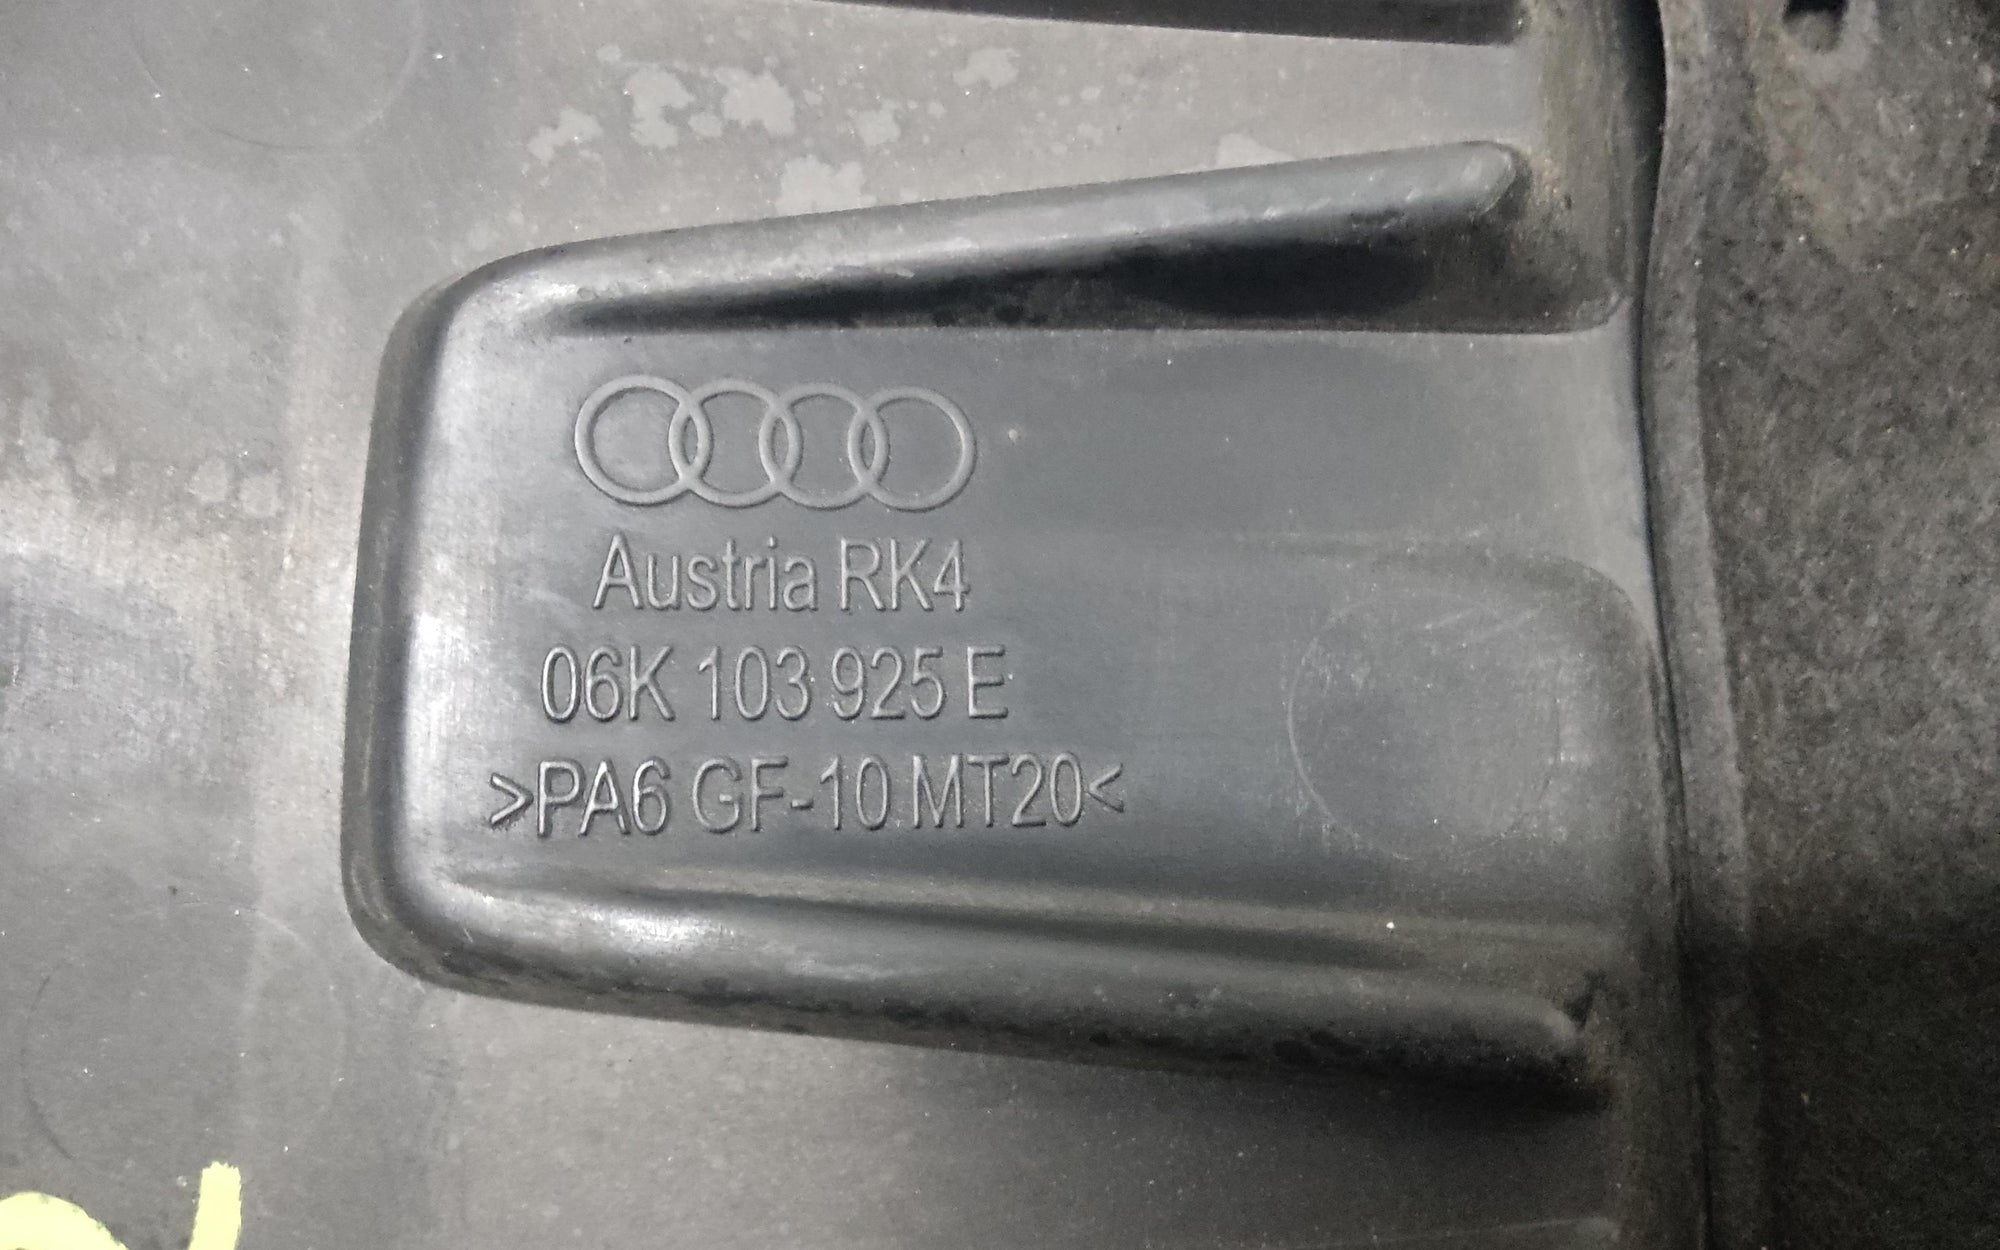 Austria RK4
06K 103 925 E
>PA6 GF-10 MT20<